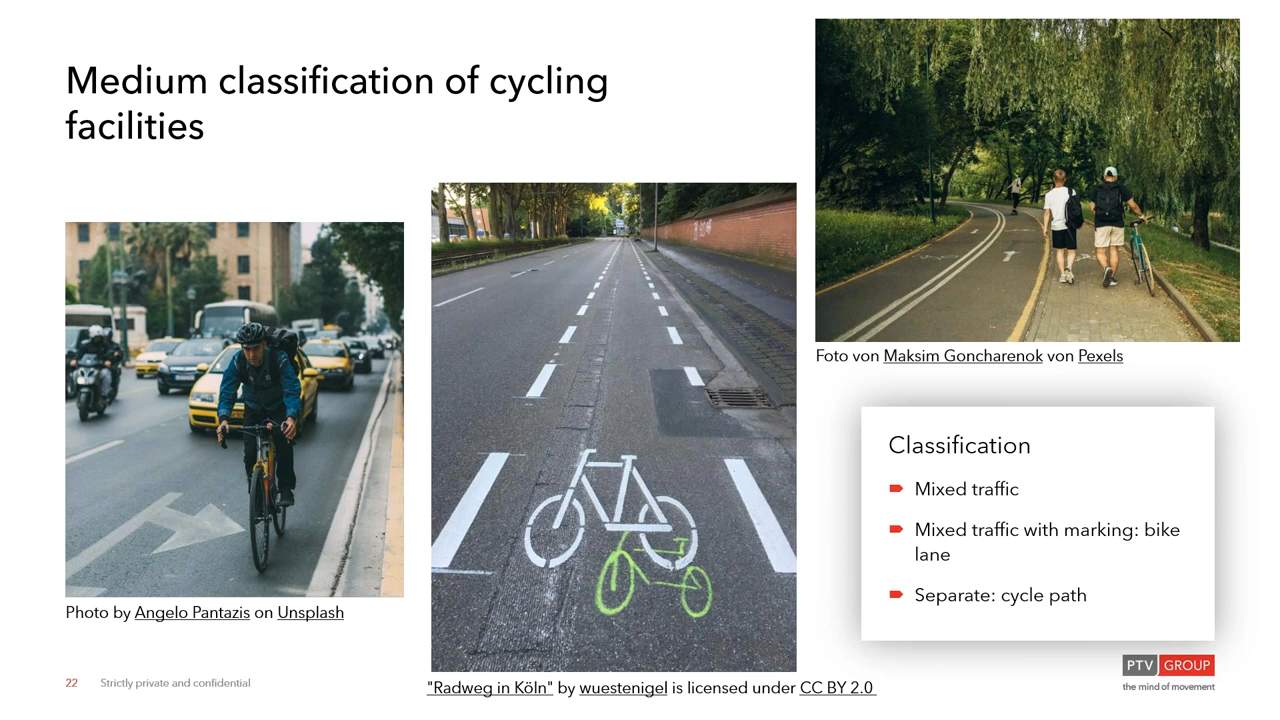 Medium classification of cycling
facilities
Foto von Maksim Goncharenok von Pexels
Classification
Mixed traffic
Mixed traffic with marking: bike
lane
Separate: cycle path
Photo by Angelo Pantazis on Unsplash
22 Strictly private and confidential
"Radweg in Köln" by wuestenigel is licensed under CC BY 2.0
PTV GROUP
the mind of movement